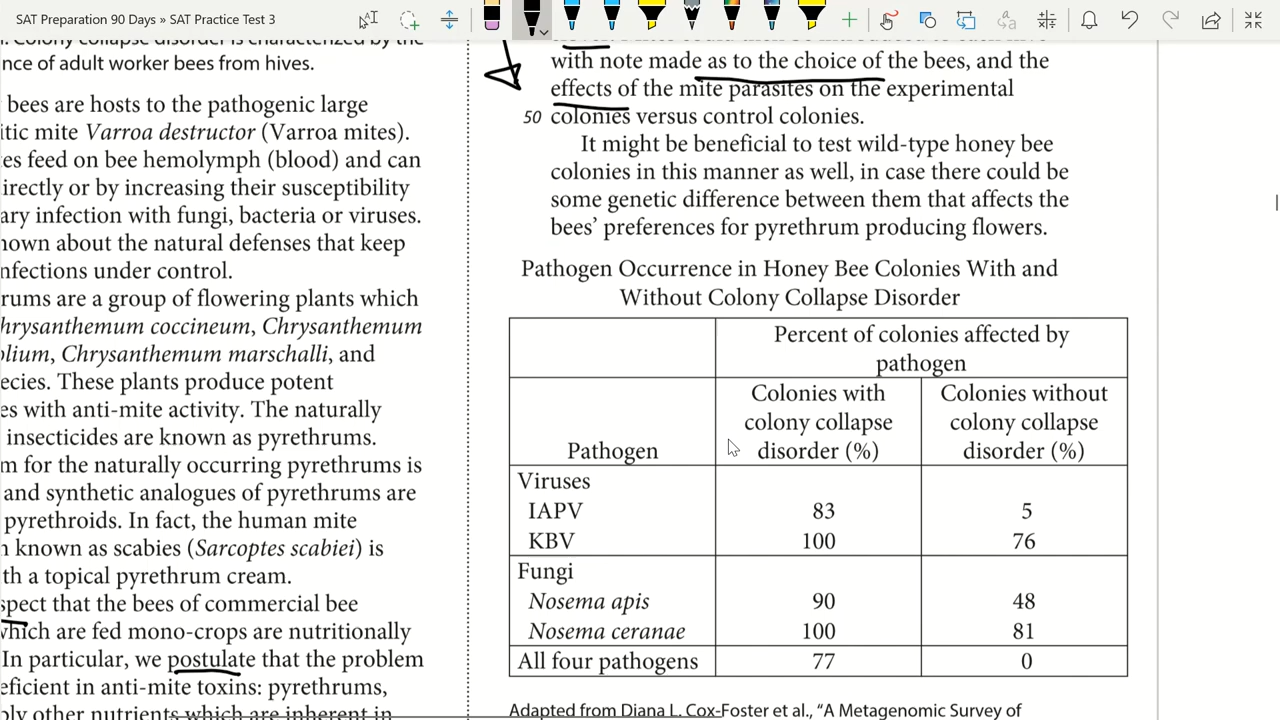 SAT Preparation 90 Days » SAT Practice Test 3
Colony collapse disorder is characterized by the
nce of adult worker bees from hives.
bees are hosts to the pathogenic large
itic mite Varroa destructor (Varroa mites).
es feed on bee hemolymph (blood) and can
irectly or by increasing their susceptibility
ary infection with fungi, bacteria or viruses.
nown about the natural defenses that keep
nfections under control.
rums are a group of flowering plants which
hrysanthemum coccineum, Chrysanthemum
olium, Chrysanthemum marschalli, and
ecies. These plants produce potent
es with anti-mite activity. The naturally
insecticides are known as pyrethrums.
m for the naturally occurring pyrethrums is
and synthetic analogues of pyrethrums are
pyrethroids. In fact, the human mite
n known as scabies (Sarcoptes scabiei) is
th a topical pyrethrum cream.
spect that the bees of commercial bee
which are fed mono-crops are nutritionally
In particular, we postulate that the problem
eficient in anti-mite toxins: pyrethrums,
ply other nutrients which are inherent in
with note made as to the choice of the bees, and the
effects of the mite parasites on the experimental
50 colonies versus control colonies.
It might be beneficial to test wild-type honey bee
colonies in this manner as well, in case there could be
some genetic difference between them that affects the
bees’ preferences for pyrethrum producing flowers.
Pathogen Occurrence in Honey Bee Colonies With and
Without Colony Collapse Disorder
Percent of colonies affected by
pathogen
Pathogen
Colonies with
colony collapse
disorder (%)
Colonies without
colony collapse
disorder (%)
Viruses
IAPV 83 5
KBV 100 76
Fungi
Nosema apis 90 48
Nosema ceranae 100 81
All four pathogens 77 0
Adapted from Diana L. Cox-Foster et al., “A Metagenomic Survey of